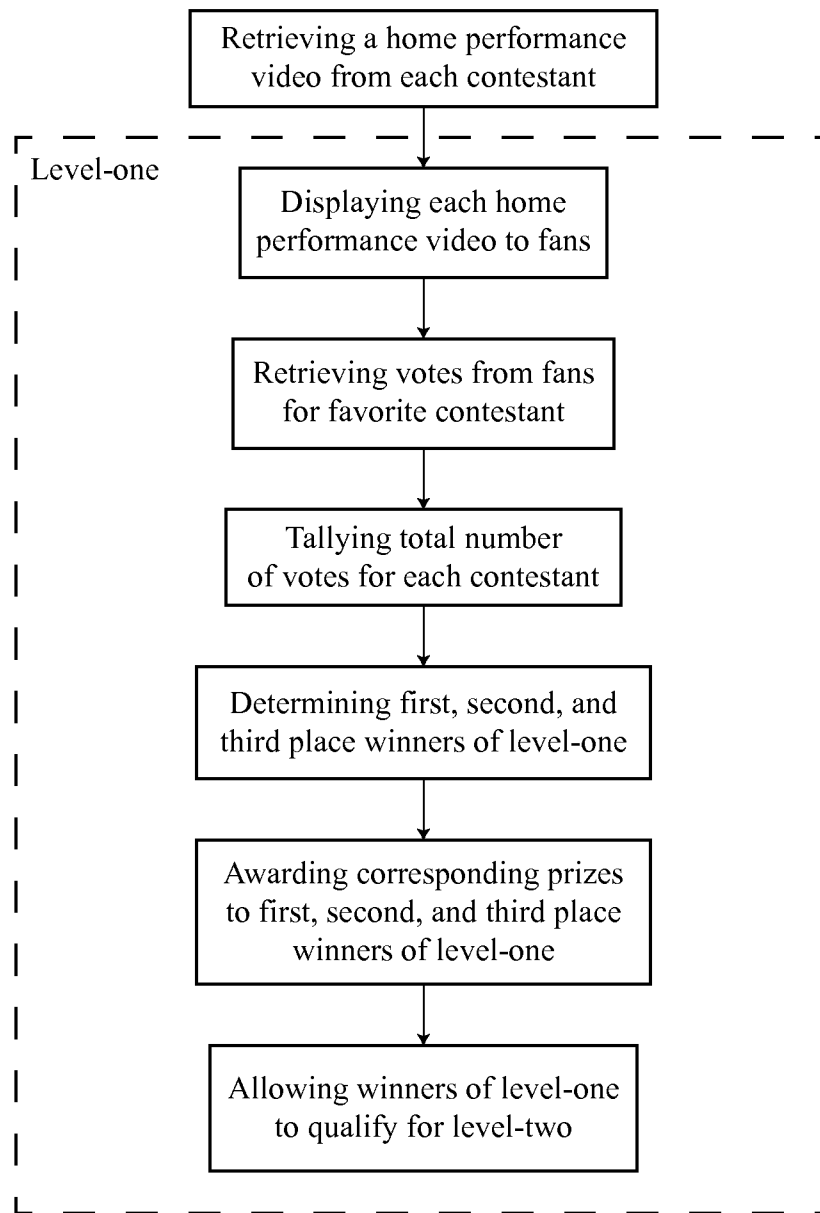 Retrieving a home performance
video from each contestant
Level-one
Displaying each home
performance video to fans
Retrieving votes from fans
for favorite contestant
Tallying total number
of votes for each contestant
Determining first, second, and
third place winners of level-one
Awarding corresponding prizes
to first, second, and third place
winners of level-one
Allowing winners of level-one
to qualify for level-two